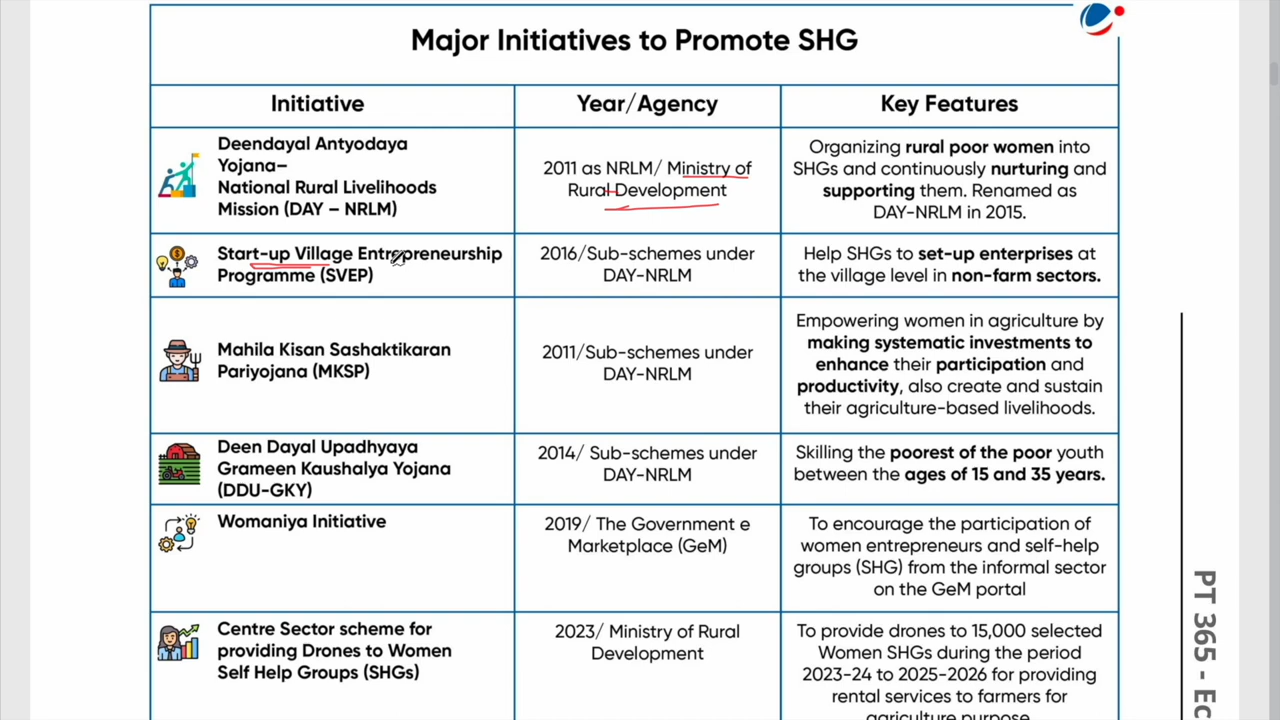 Major Initiatives to Promote SHG
Initiative
Year/Agency
Key Features
Deendayal Antyodaya
Yojana–
National Rural Livelihoods
Mission (DAY – NRLM)
2011 as NRLM/ Ministry of
Rural Development
Organizing rural poor women into
SHGs and continuously nurturing and
supporting them. Renamed as
DAY-NRLM in 2015.
Start-up Village Entrepreneurship
Programme (SVEP)
2016/Sub-schemes under
DAY-NRLM
Help SHGs to set-up enterprises at
the village level in non-farm sectors.
Mahila Kisan Sashaktikaran
Pariyojana (MKSP)
2011/Sub-schemes under
DAY-NRLM
Empowering women in agriculture by
making systematic investments to
enhance their participation and
productivity, also create and sustain
their agriculture-based livelihoods.
Deen Dayal Upadhyaya
Grameen Kaushalya Yojana
(DDU-GKY)
2014/ Sub-schemes under
DAY-NRLM
Skilling the poorest of the poor youth
between the ages of 15 and 35 years.
Womaniya Initiative
2019/ The Government e
Marketplace (GeM)
To encourage the participation of
women entrepreneurs and self-help
groups (SHG) from the informal sector
on the GeM portal
Centre Sector scheme for
providing Drones to Women
Self Help Groups (SHGs)
2023/ Ministry of Rural
Development
To provide drones to 15,000 selected
Women SHGs during the period
2023-24 to 2025-2026 for providing
rental services to farmers for
agriculture purpose
PT 365 - Ec